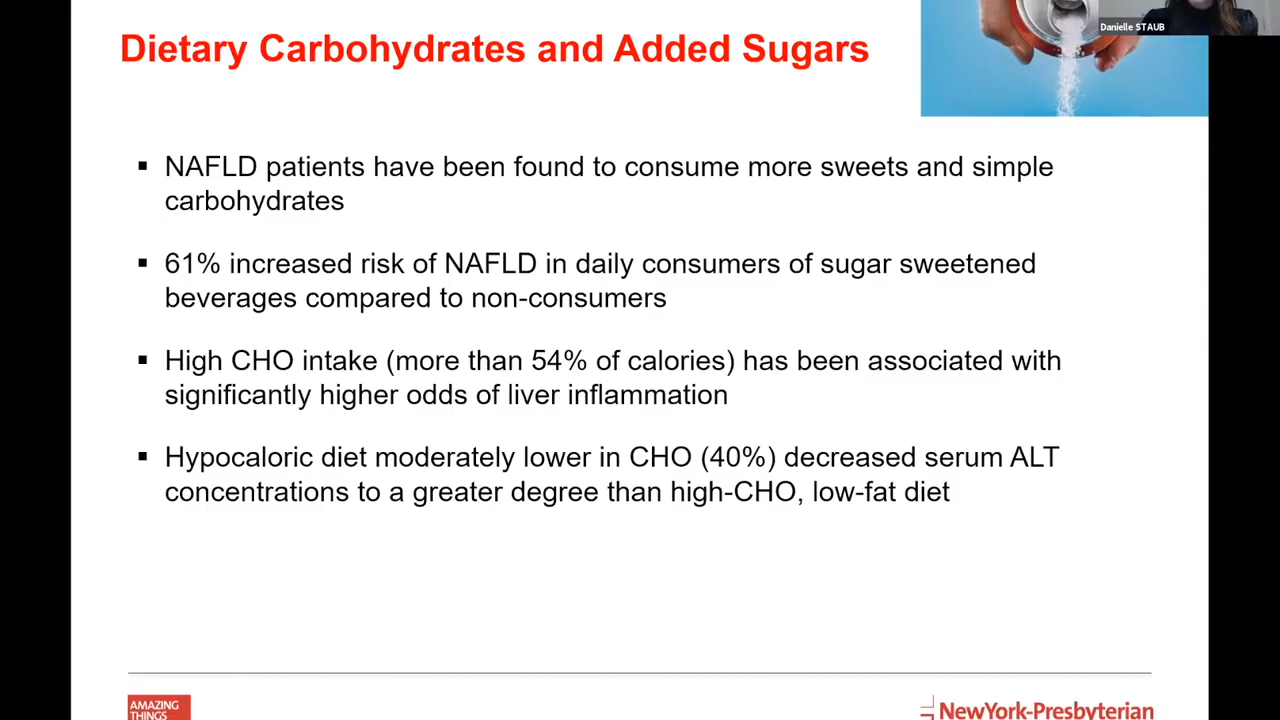 Danielle STAUB
Dietary Carbohydrates and Added Sugars
▪ NAFLD patients have been found to consume more sweets and simple
carbohydrates
▪ 61% increased risk of NAFLD in daily consumers of sugar sweetened
beverages compared to non-consumers
▪ High CHO intake (more than 54% of calories) has been associated with
significantly higher odds of liver inflammation
▪ Hypocaloric diet moderately lower in CHO (40%) decreased serum ALT
concentrations to a greater degree than high-CHO, low-fat diet
AMAZING
THINGS
NewYork-Presbyterian